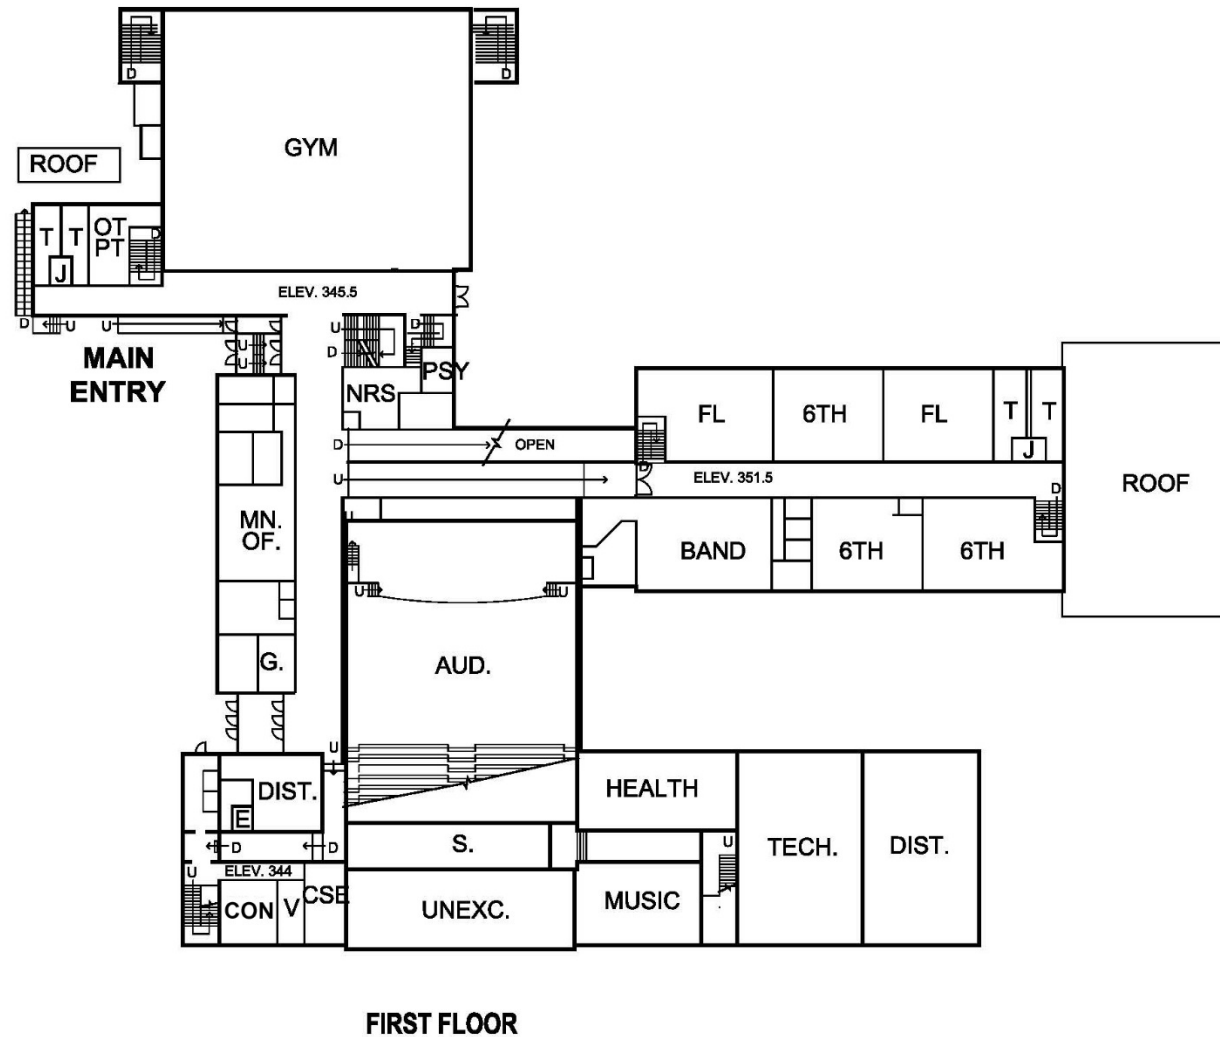 D
D
GYM
ROOF
T
T
OT
PT
D
J
ELEV. 345.5
D
U
U
U
D
MAIN
ENTRY
U
U
D
PSY
NRS
FL
6TH
FL
T
T
J
D
OPEN
D
U
ELEV. 351.5
D
ROOF
MN.
OF.
U
BAND
6TH
6TH
U
U
G.
AUD.
U
DIST.
E
HEALTH
TECH.
DIST.
D
D
S.
U
U
ELEV. 344
CON
V
CSE
UNEXC.
MUSIC
FIRST FLOOR